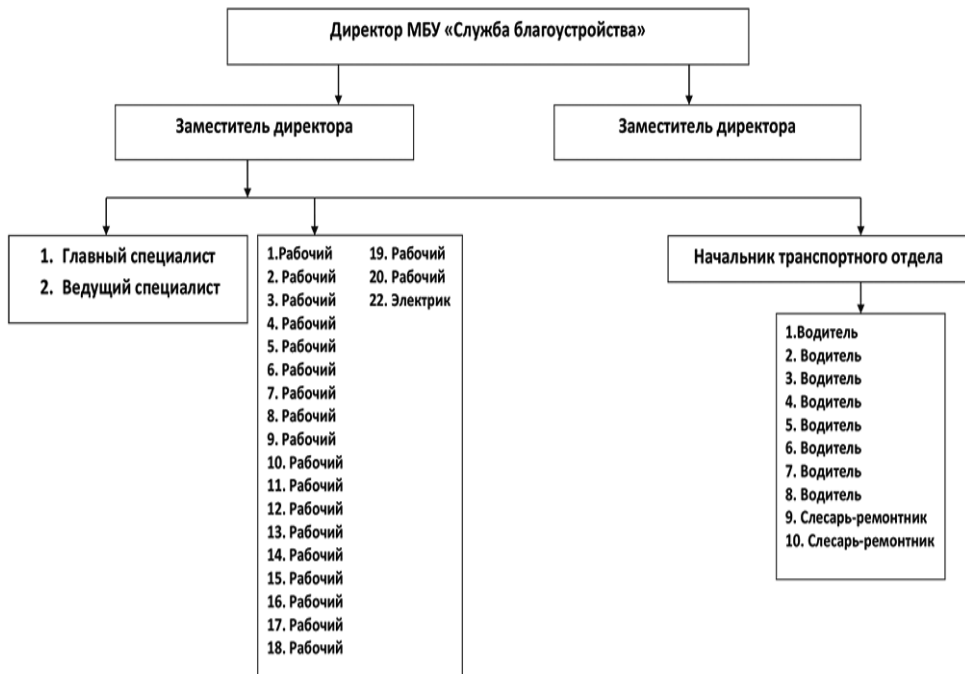 Директор МБУ «Служба благоустройства»
Заместитель директора
Заместитель директора
1. Главный специалист
2. Ведущий специалист
1.Рабочий
2. Рабочий
3. Рабочий
4. Рабочий
5. Рабочий
6. Рабочий
7. Рабочий
8. Рабочий
9. Рабочий
10. Рабочий
11. Рабочий
12. Рабочий
13. Рабочий
14. Рабочий
15. Рабочий
16. Рабочий
17. Рабочий
18. Рабочий
19. Рабочий
20. Рабочий
22. Электрик
Начальник транспортного отдела
1.Водитель
2. Водитель
3. Водитель
4. Водитель
5. Водитель
6. Водитель
7. Водитель
8. Водитель
9. Слесарь-ремонтник
10. Слесарь-ремонтник